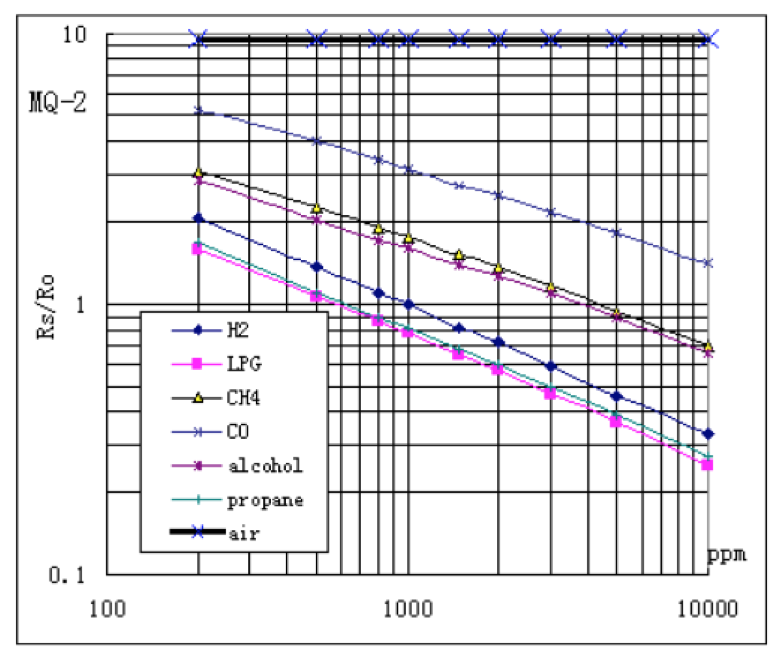 10
MQ-2
Rs/Ro
1
H2
LPG
CH4
CO
alcohol
propane
air
ppm
0.1
100
1000
10000